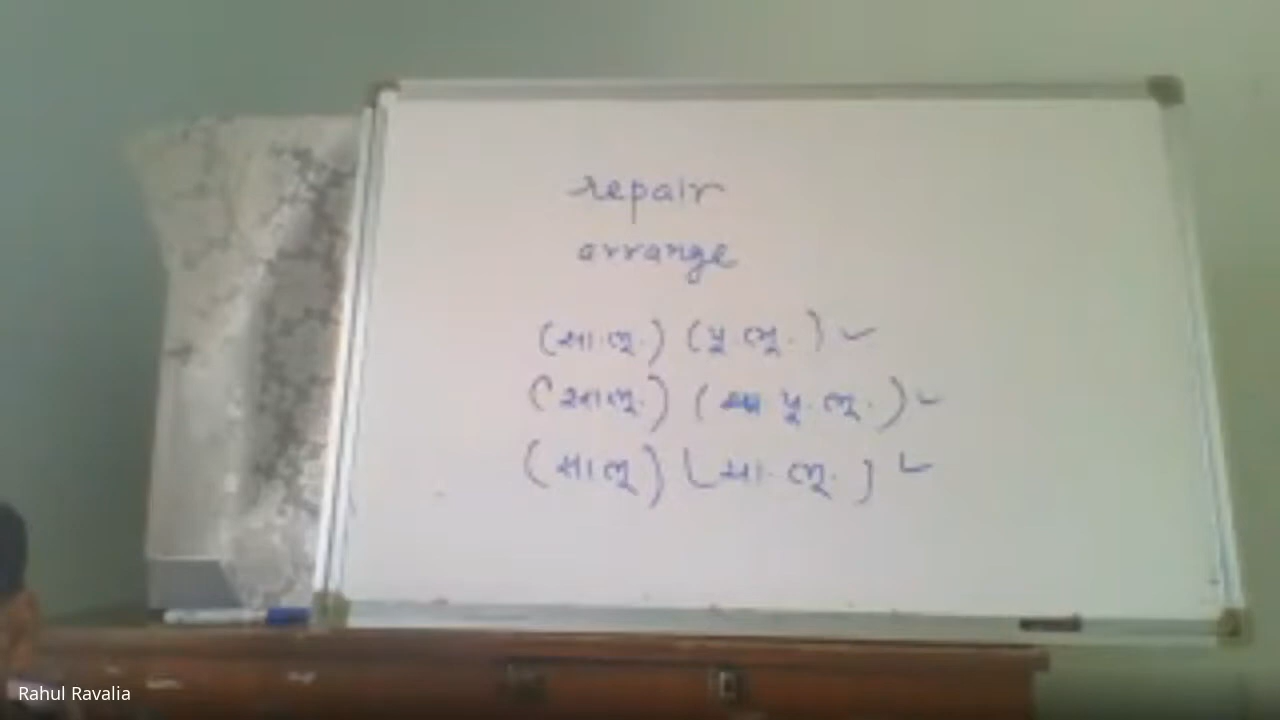 repair
arrange
(સા.ભૂ.) (પૂ.ભૂ.) ✓
(સાભૂ.) (પૂ.ભૂ.) ✓
(સાભૂ) (સા.ભૂ.) ✓
Rahul Ravalia